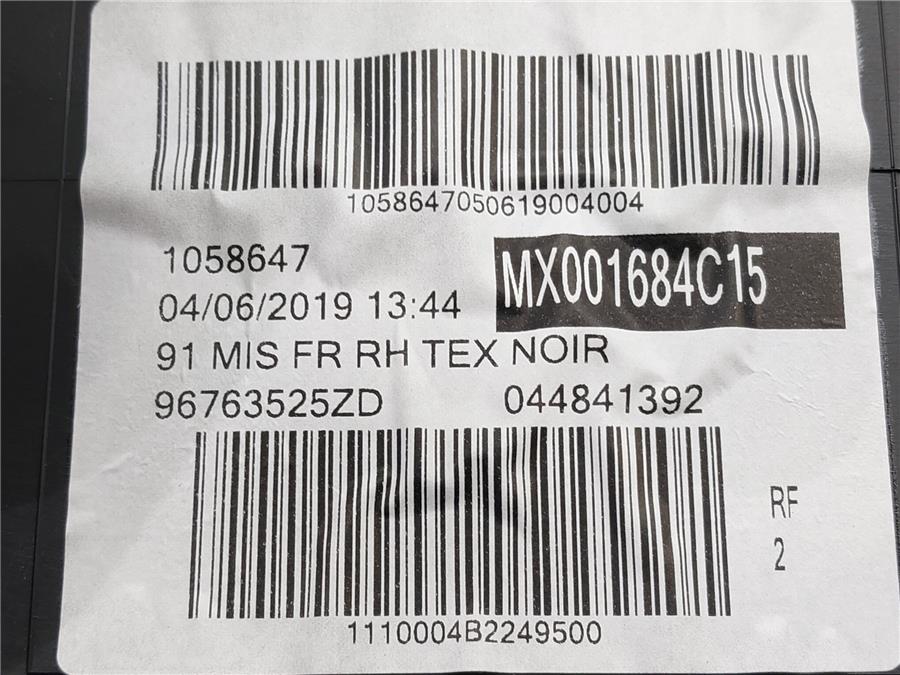 1058647050619004004
1058647
MX001684C15
04/06/2019 13:44
91 MIS FR RH TEX NOIR
96763525ZD 044841392
RF
2
1110004B2249500